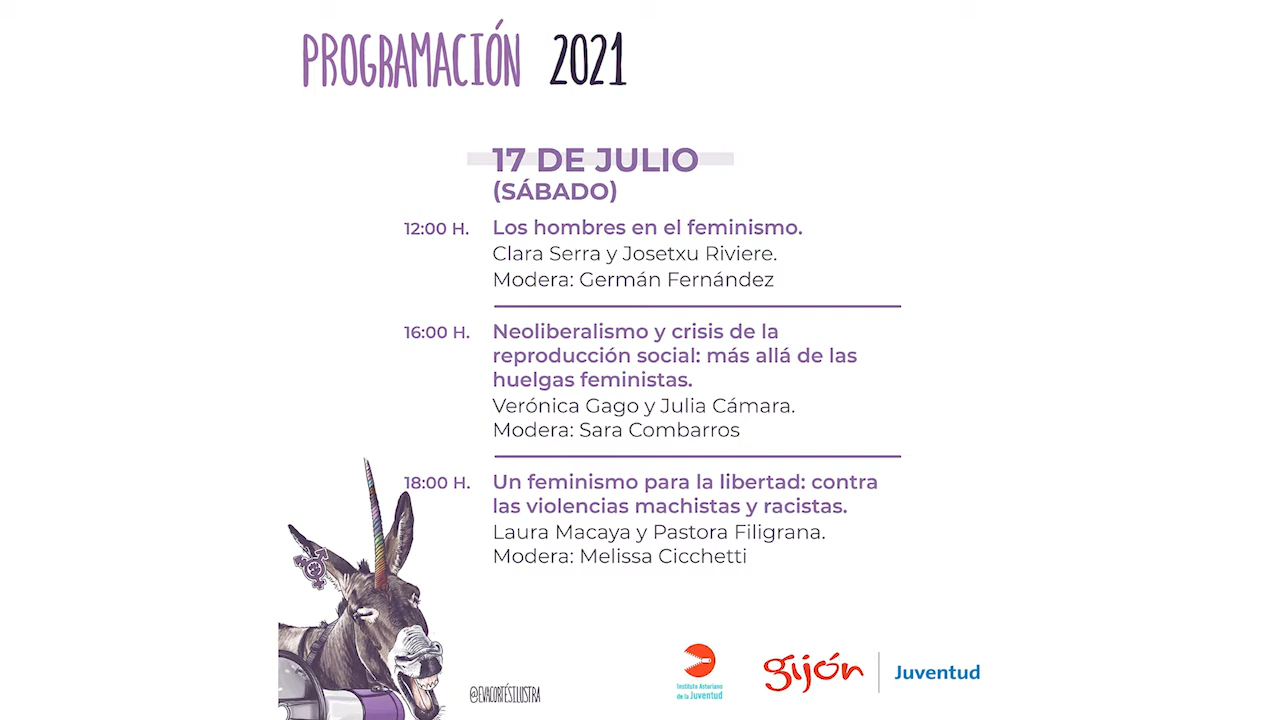 PROGRAMACIÓN 2021
17 DE JULIO
(SÁBADO)
12:00 H. Los hombres en el feminismo.
Clara Serra y Josetxu Riviere.
Modera: Germán Fernández
16:00 H. Neoliberalismo y crisis de la
reproducción social: más allá de las
huelgas feministas.
Verónica Gago y Julia Cámara.
Modera: Sara Combarros
18:00 H. Un feminismo para la libertad: contra
las violencias machistas y racistas.
Laura Macaya y Pastora Filigrana.
Modera: Melissa Cicchetti
@EVACORTÉSILUSTRA
Instituto Asturiano
de la Juventud
gijón Juventud